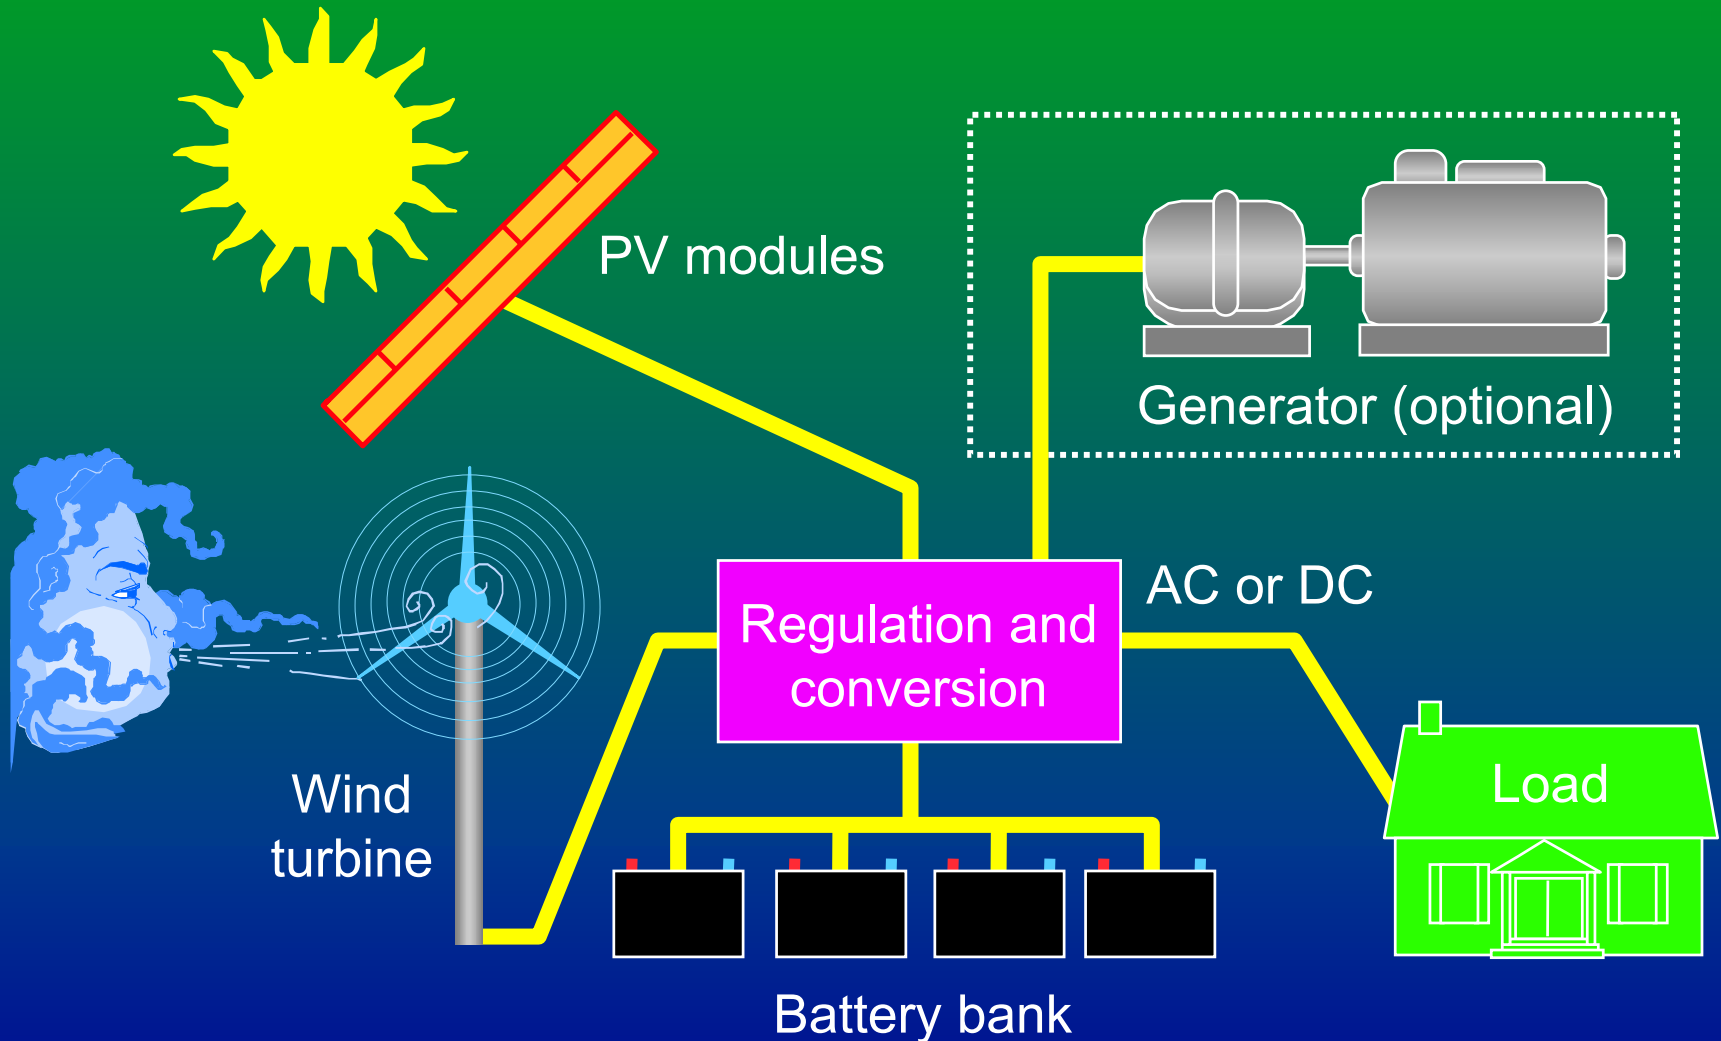 PV modules
Generator (optional)
AC or DC
Regulation and
conversion
Load
Wind
turbine
Battery bank